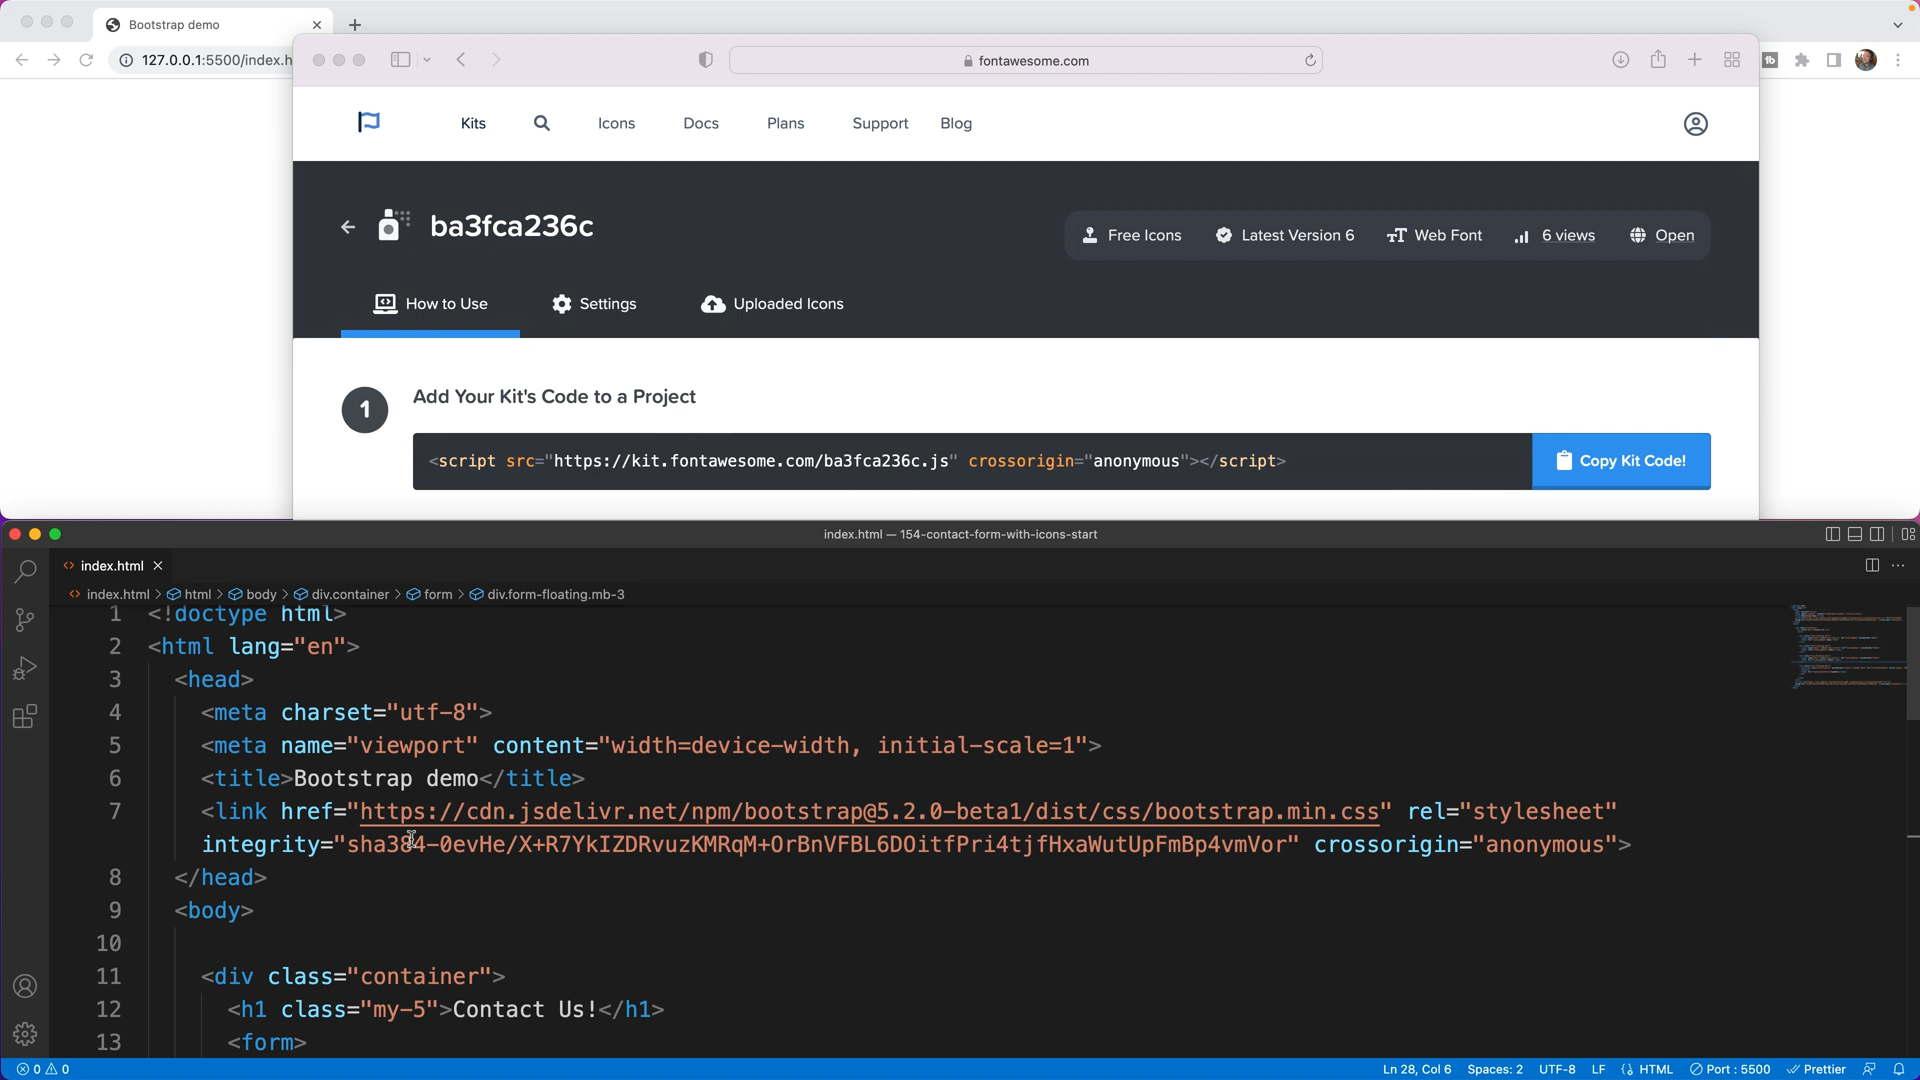 Bootstrap demo
127.0.0.1:5500/index.h
fontawesome.com
Kits
Icons
Docs
Plans
Support
Blog
ba3fca236c
Free Icons
Latest Version 6
Web Font
6 views
Open
How to Use
Settings
Uploaded Icons
1
Add Your Kit's Code to a Project
<script src="https://kit.fontawesome.com/ba3fca236c.js" crossorigin="anonymous"></script>
Copy Kit Code!
index.html — 154-contact-form-with-icons-start
index.html
index.html > html > body > div.container > form > div.form-floating.mb-3
1 <!doctype html>
2 <html lang="en">
3 <head>
4 <meta charset="utf-8">
5 <meta name="viewport" content="width=device-width, initial-scale=1">
6 <title>Bootstrap demo</title>
7 <link href="https://cdn.jsdelivr.net/npm/bootstrap@5.2.0-beta1/dist/css/bootstrap.min.css" rel="stylesheet"
integrity="sha384-0evHe/X+R7YkIZDRvuzKMRqM+OrBnVFBL6DOitfPri4tjfHxaWutUpFmBp4vmVor" crossorigin="anonymous">
8 </head>
9 <body>
10
11 <div class="container">
12 <h1 class="my-5">Contact Us!</h1>
13 <form>
0 0
Ln 28, Col 6
Spaces: 2
UTF-8
LF
HTML
Port : 5500
Prettier